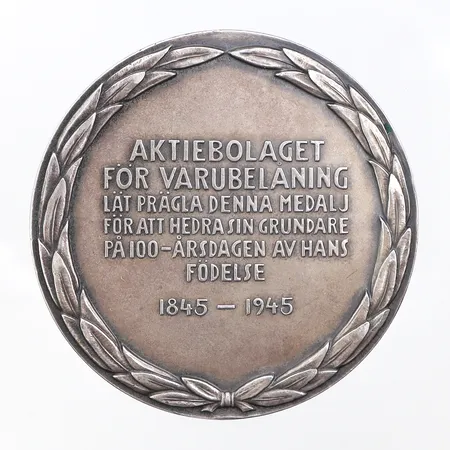 AKTIEBOLAGET
FÖR VARUBELANING
LÅT PRÄGLA DENNA MEDALJ
FÖR ATT HEDRA SIN GRUNDARE
PÅ 100-ÅRSDAGEN AV HANS
FÖDELSE
1845 - 1945